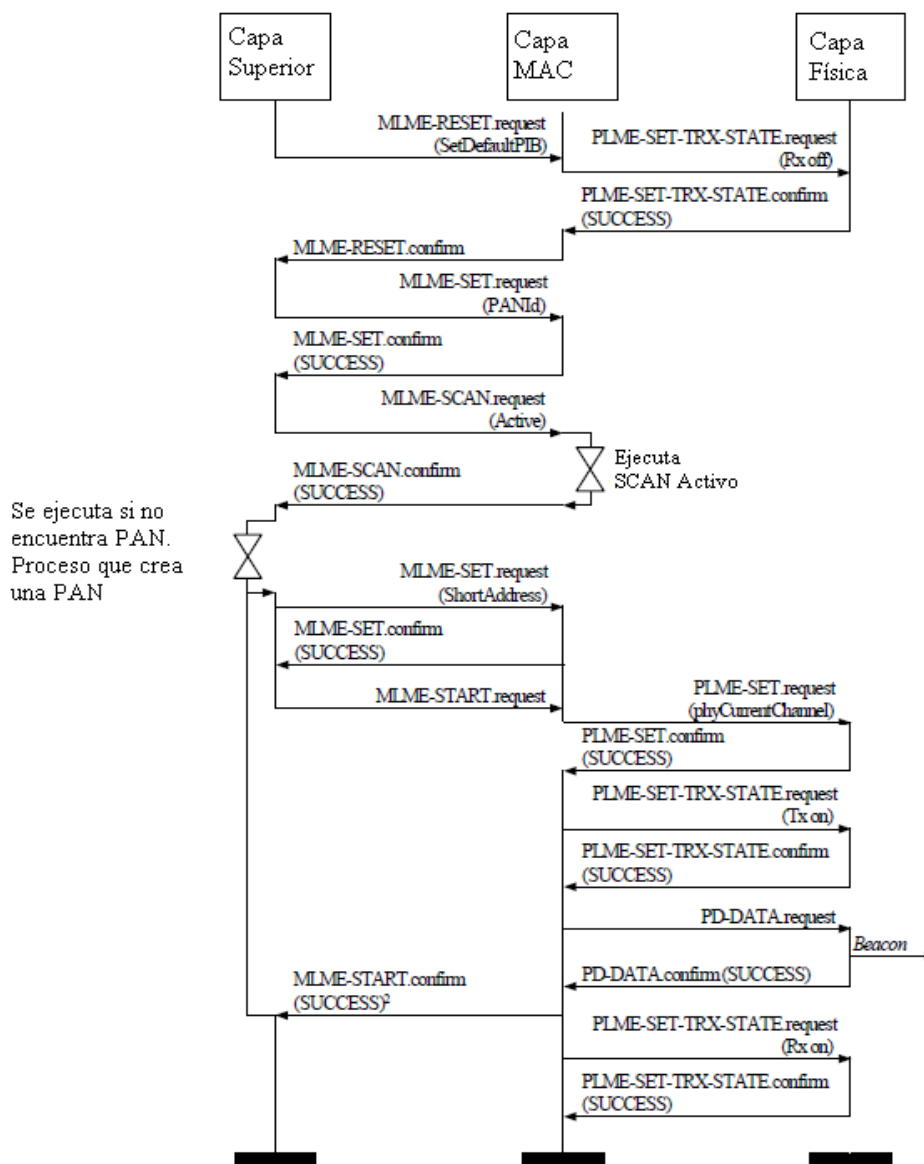 Capa
Superior
Capa
MAC
Capa
Física
MLME-RESET.request
(SetDefaultPIB)
PLME-SET-TRX-STATE.request
(Rx off)
PLME-SET-TRX-STATE.confirm
(SUCCESS)
MLME-RESET.confirm
MLME-SET.request
(PANId)
MLME-SET.confirm
(SUCCESS)
MLME-SCAN.request
(Active)
Ejecuta
SCAN Activo
MLME-SCAN.confirm
(SUCCESS)
Se ejecuta si no
encuentra PAN.
Proceso que crea
una PAN
MLME-SET.request
(ShortAddress)
MLME-SET.confirm
(SUCCESS)
MLME-START.request
PLME-SET.request
(phyCurrentChannel)
PLME-SET.confirm
(SUCCESS)
PLME-SET-TRX-STATE.request
(Tx on)
PLME-SET-TRX-STATE.confirm
(SUCCESS)
PD-DATA.request
Beacon
PD-DATA.confirm (SUCCESS)
MLME-START.confirm
(SUCCESS)²
PLME-SET-TRX-STATE.request
(Rx on)
PLME-SET-TRX-STATE.confirm
(SUCCESS)